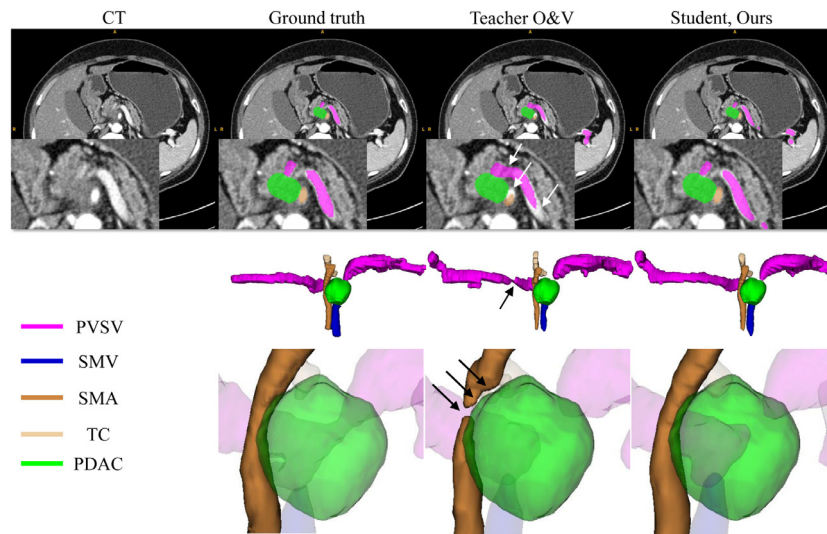 CT Ground truth Teacher O&V Student, Ours
A A A A
R L R L R L R
PVSV
SMV
SMA
TC
PDAC